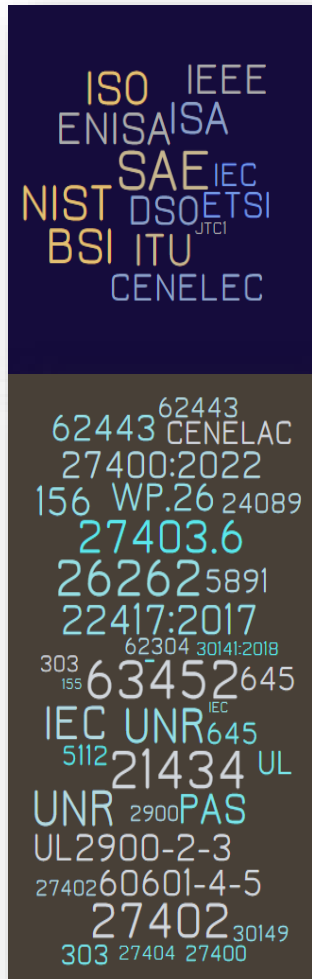 ISO IEEE
ENISA ISA
SAE IEC
NIST DSO ETSI
JTC1
BSI ITU
CENELEC
62443
62443 CENELAC
27400:2022
156 WP.26 24089
27403.6
26262 5891
22417:2017
62304 30141:2018
303 63452 645
155
IEC UNR IEC
645
5112 21434 UL
UNR 2900 PAS
UL2900-2-3
27402 60601-4-5
27402 30149
303 27404 27400